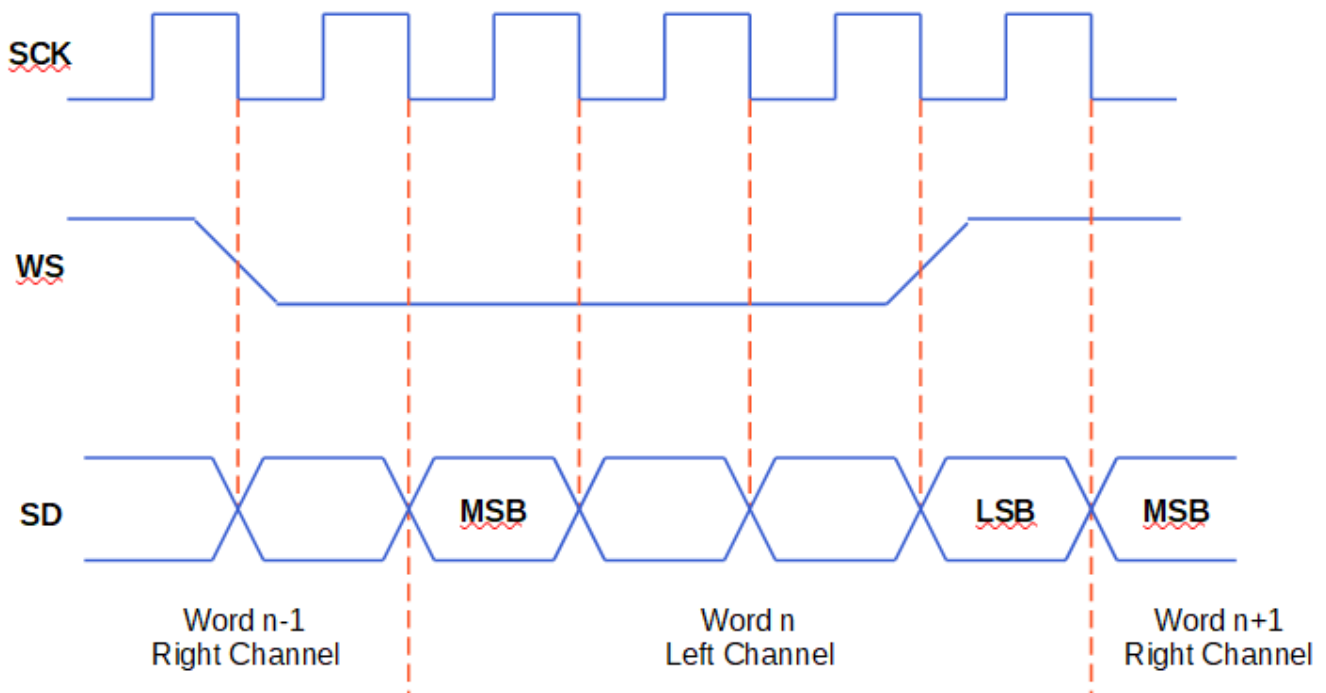 SCK
WS
SD
MSB
LSB
MSB
Word n-1
Right Channel
Word n
Left Channel
Word n+1
Right Channel